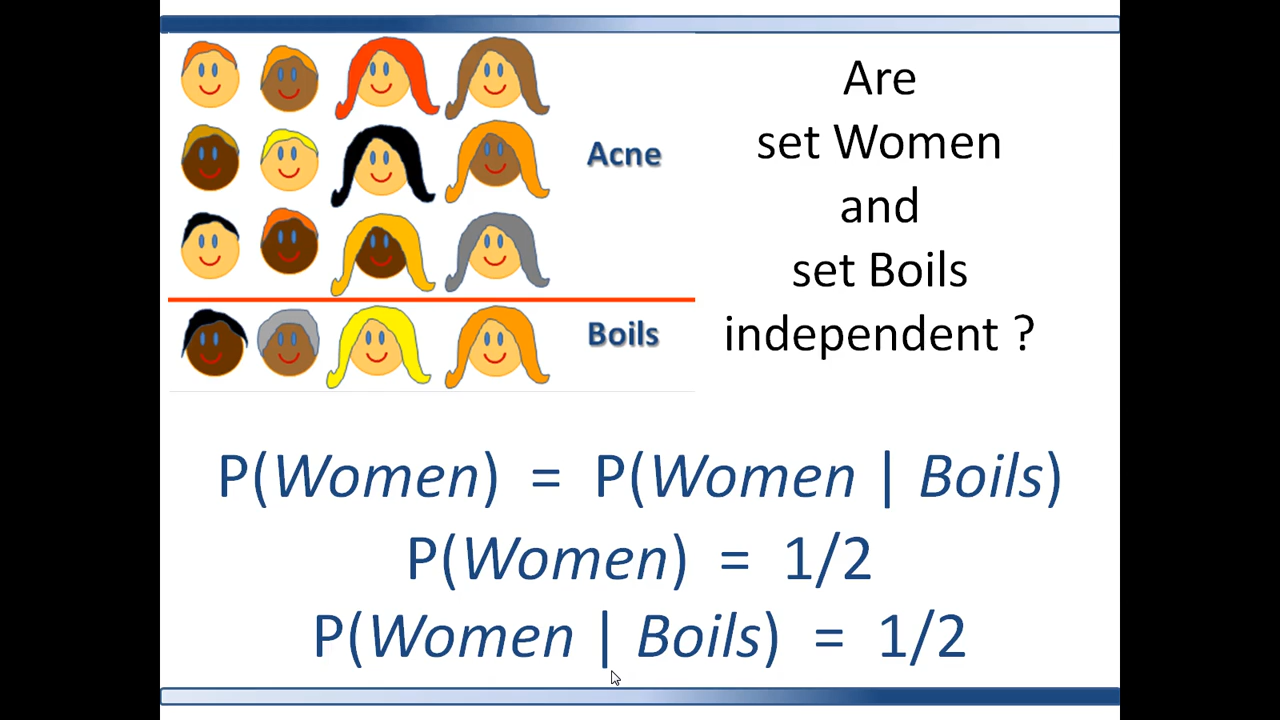 Acne
Boils
Are
set Women
and
set Boils
independent ?
P(Women) = P(Women | Boils)
P(Women) = 1/2
P(Women | Boils) = 1/2